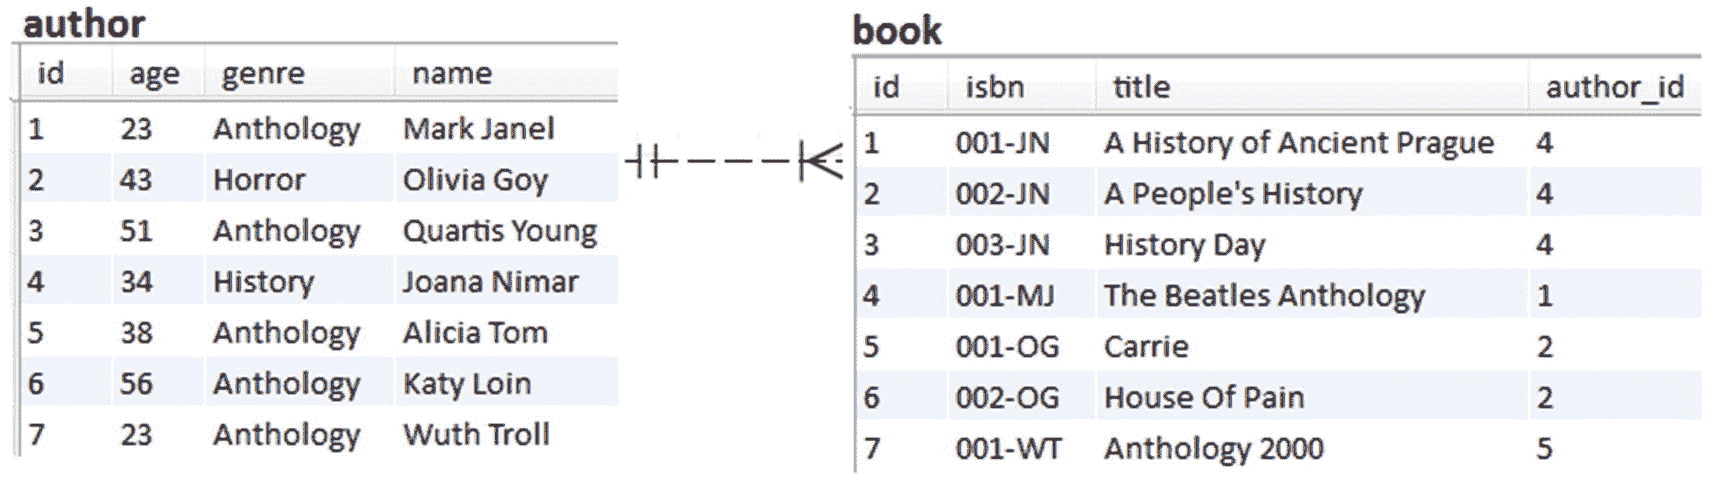 author
id age genre name
1 23 Anthology Mark Janel
2 43 Horror Olivia Goy
3 51 Anthology Quartis Young
4 34 History Joana Nimar
5 38 Anthology Alicia Tom
6 56 Anthology Katy Loin
7 23 Anthology Wuth Troll
book
id isbn title author_id
1 001-JN A History of Ancient Prague 4
2 002-JN A People's History 4
3 003-JN History Day 4
4 001-MJ The Beatles Anthology 1
5 001-OG Carrie 2
6 002-OG House Of Pain 2
7 001-WT Anthology 2000 5